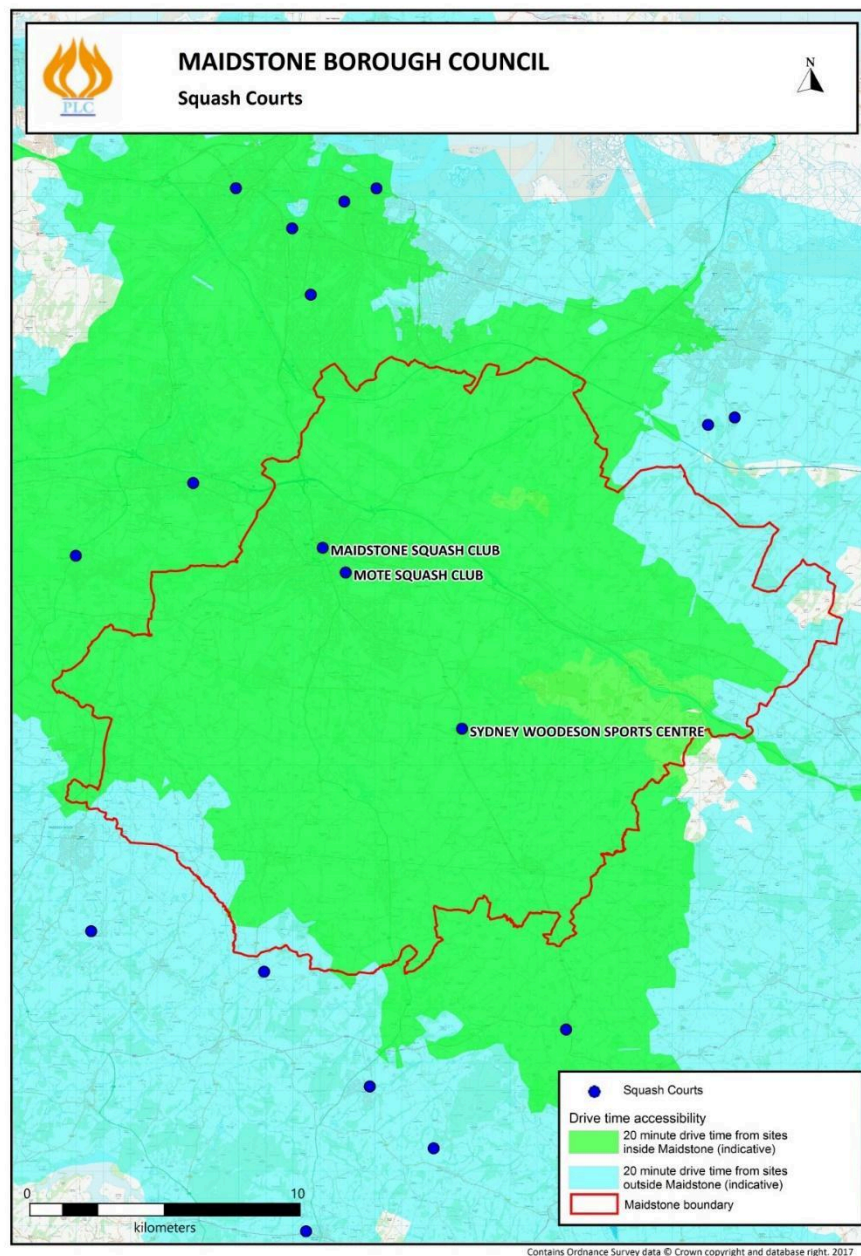 MAIDSTONE BOROUGH COUNCIL
Squash Courts
PLC
N
MAIDSTONE SQUASH CLUB
MOTE SQUASH CLUB
SYDNEY WOODESON SPORTS CENTRE
Squash Courts
Drive time accessibility
20 minute drive time from sites
inside Maidstone (indicative)
20 minute drive time from sites
outside Maidstone (indicative)
Maidstone boundary
0 10
kilometers
Contains Ordnance Survey data © Crown copyright and database right. 2017